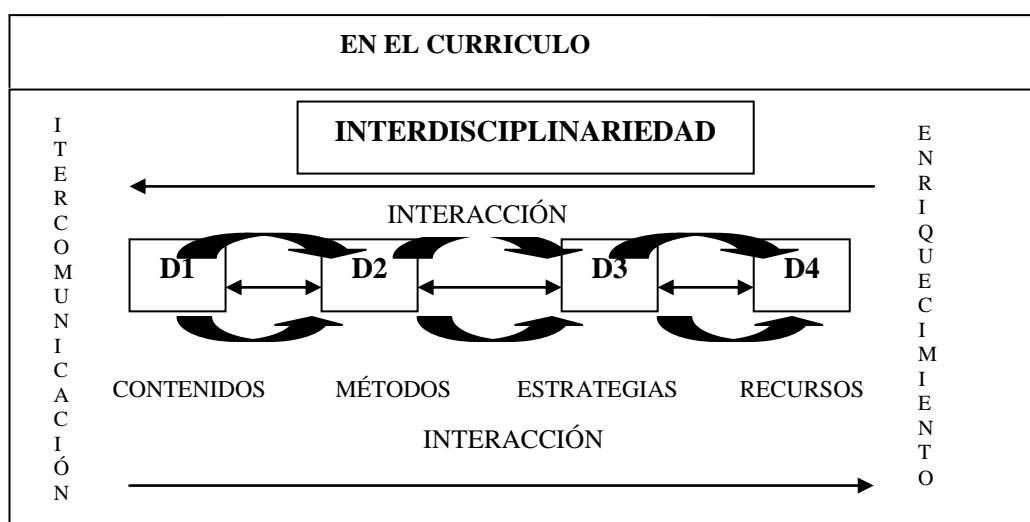 EN EL CURRICULO
INTERDISCIPLINARIEDAD
ITERCOMUNICACIÓN
ENRIQUECIMIENTO
INTERACCIÓN
D1 D2 D3 D4
CONTENIDOS MÉTODOS ESTRATEGIAS RECURSOS
INTERACCIÓN